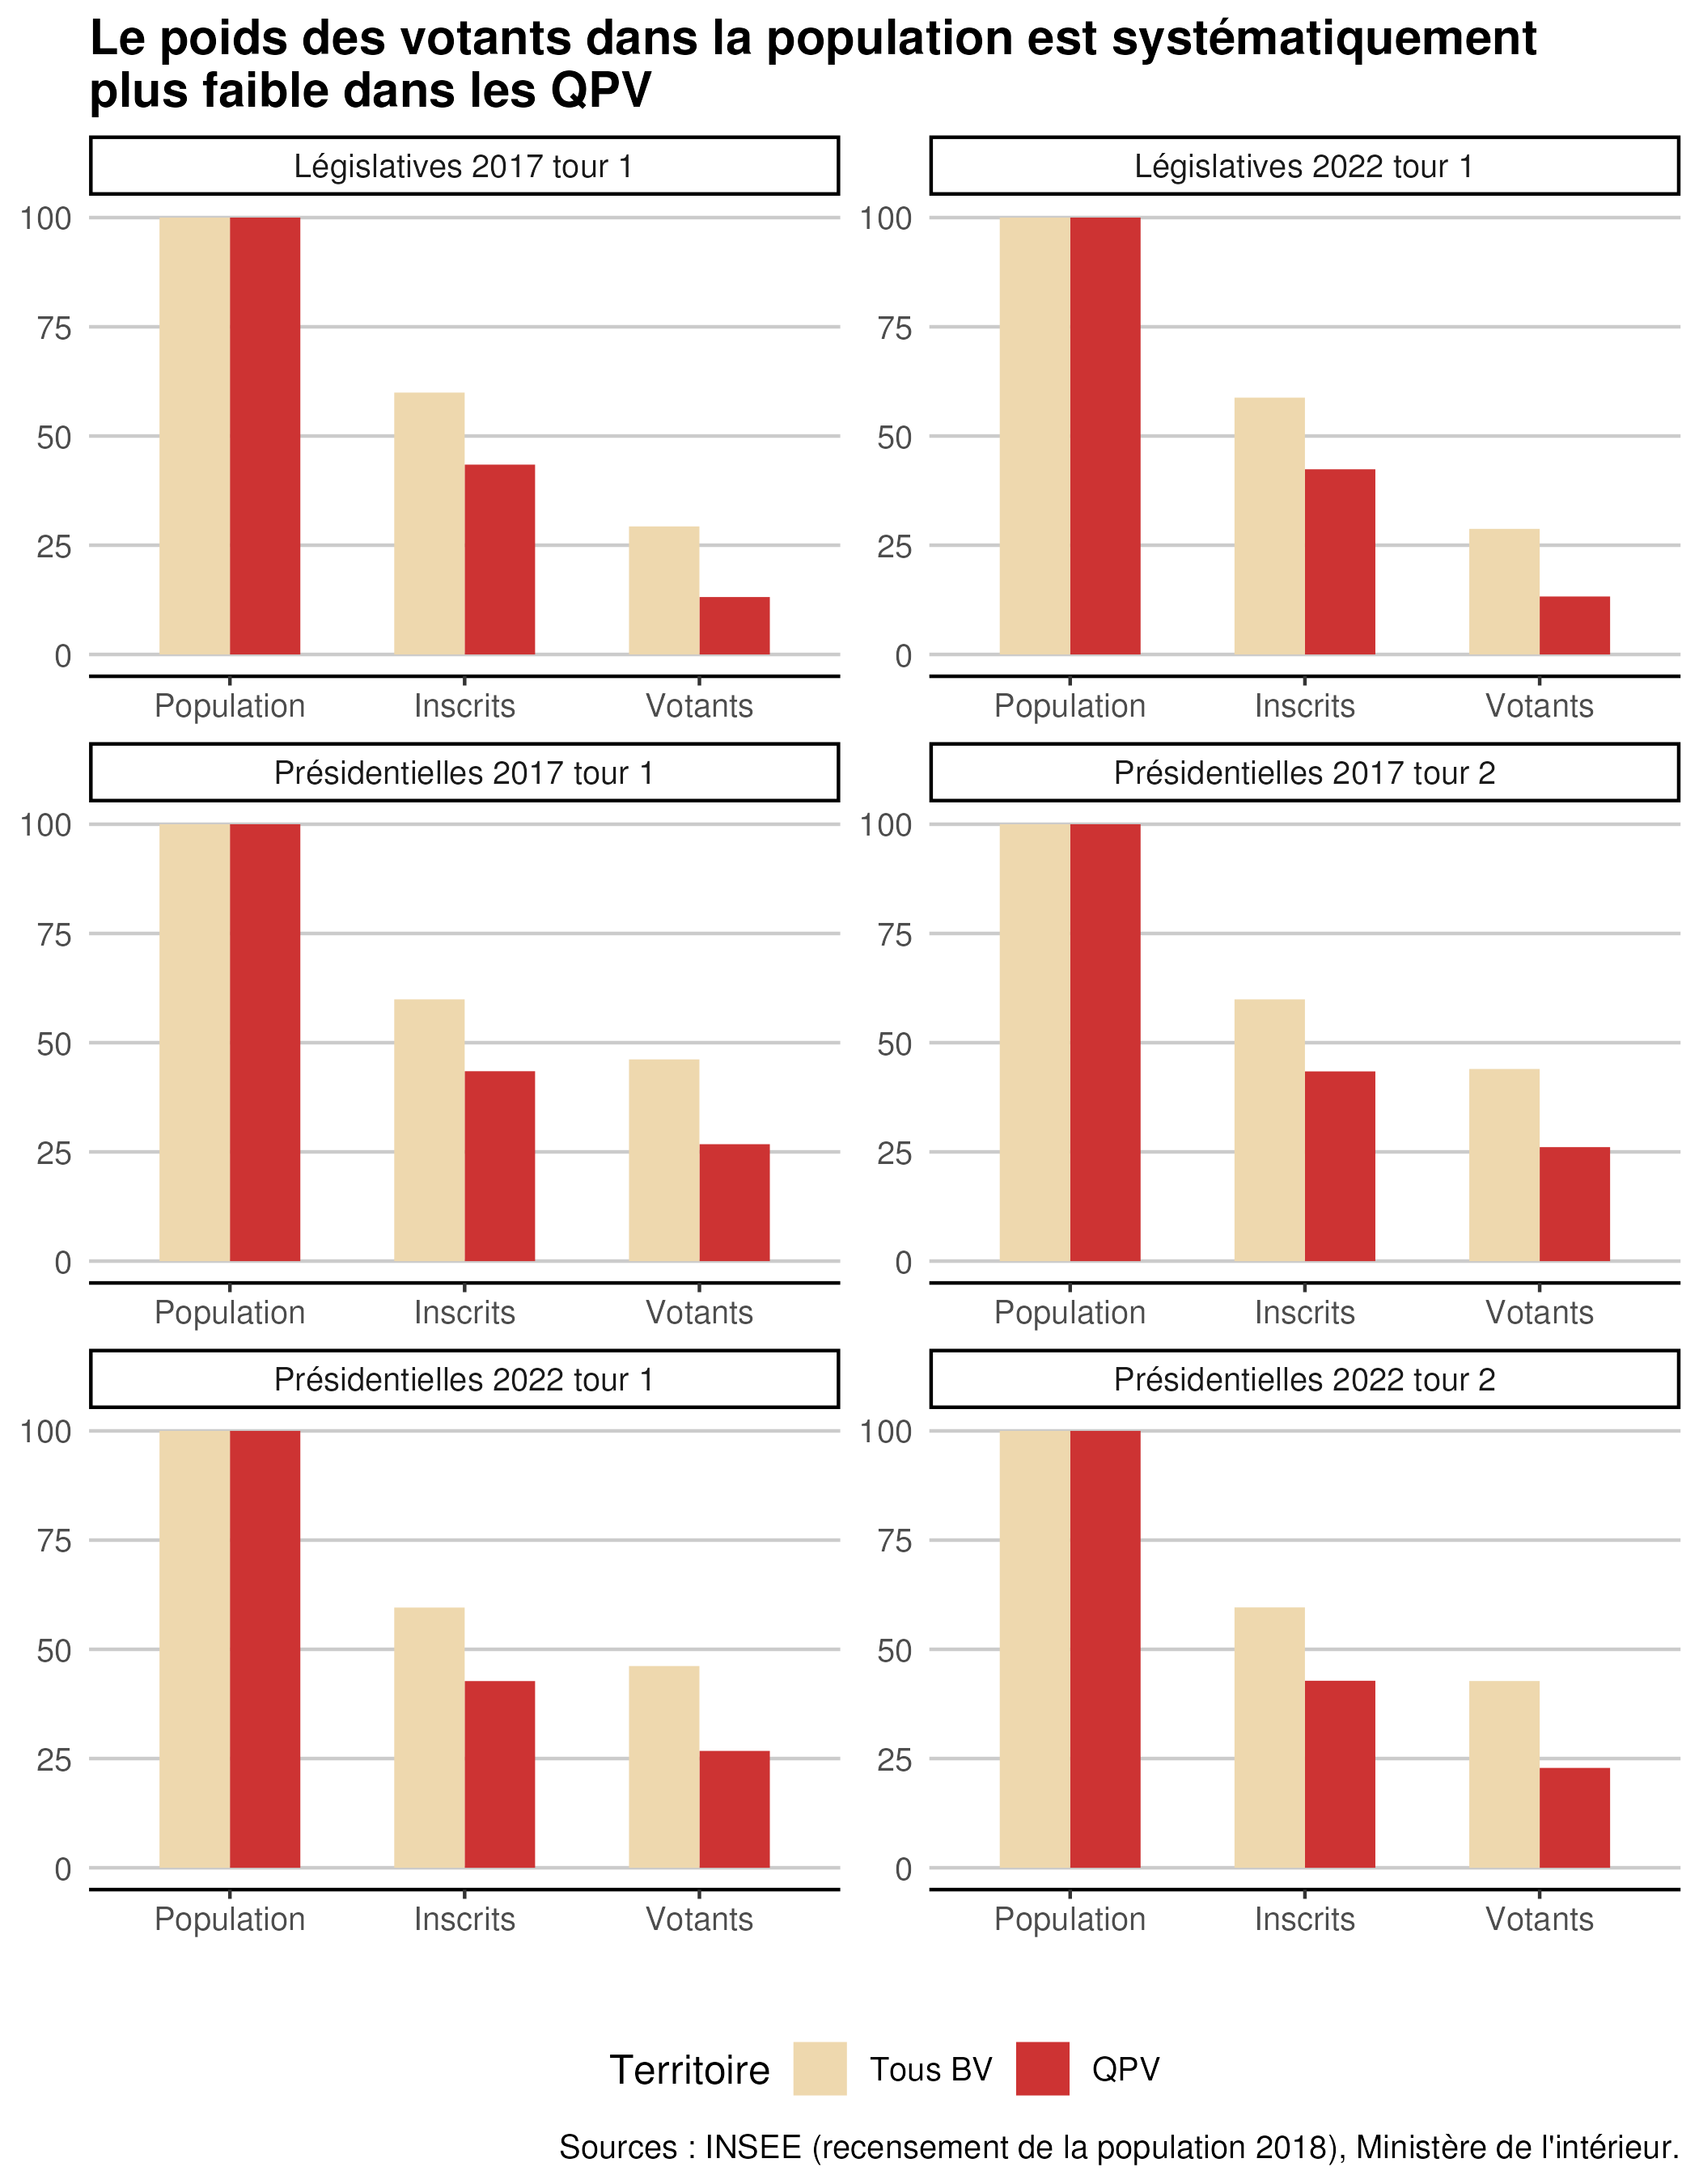 Le poids des votants dans la population est systématiquement
plus faible dans les QPV
Légispatives 2017 tour 1
100
75
50
25
0
Population Inscrits Votants
Législatives 2022 tour 1
100
75
50
25
0
Population Inscrits Votants
Présidentielles 2017 tour 1
100
75
50
25
0
Population Inscrits Votants
Présidentielles 2017 tour 2
100
75
50
25
0
Population Inscrits Votants
Présidentielles 2022 tour 1
100
75
50
25
0
Population Inscrits Votants
Présidentielles 2022 tour 2
100
75
50
25
0
Population Inscrits Votants
Territoire Tous BV QPV
Sources : INSEE (recensement de la population 2018), Ministère de l'intérieur.